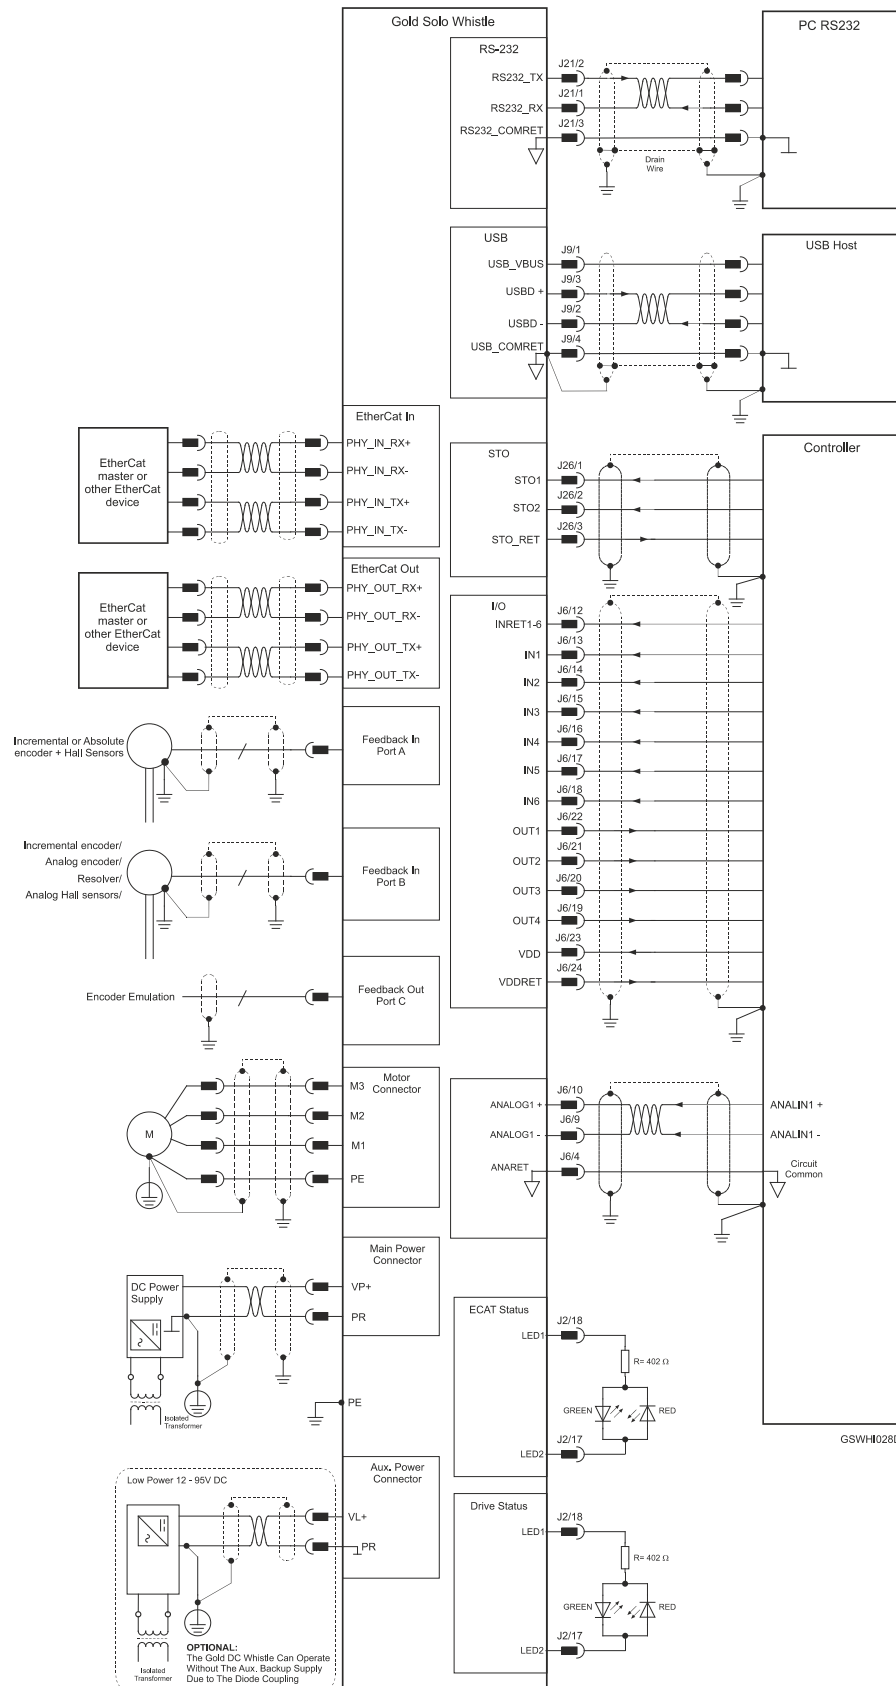 Gold Solo Whistle
RS-232
RS232_TX
J21/2
RS232_RX
J21/1
RS232_COMRET
J21/3
Drain
Wire
PC RS232
USB
USB_VBUS
J9/1
USBD +
J9/3
USBD -
J9/2
USB_COMRET
J9/4
USB Host
EtherCat In
EtherCat
master or
other EtherCat
device
PHY_IN_RX+
PHY_IN_RX-
PHY_IN_TX+
PHY_IN_TX-
STO
STO1
J26/1
STO2
J26/2
STO_RET
J26/3
Controller
EtherCat Out
EtherCat
master or
other EtherCat
device
PHY_OUT_RX+
PHY_OUT_RX-
PHY_OUT_TX+
PHY_OUT_TX-
I/O
INRET1-6
J6/12
IN1
J6/13
IN2
J6/14
IN3
J6/15
IN4
J6/16
IN5
J6/17
IN6
J6/18
OUT1
J6/22
OUT2
J6/21
OUT3
J6/20
OUT4
J6/19
VDD
J6/23
VDDRET
J6/24
Incremental or Absolute
encoder + Hall Sensors
Feedback In
Port A
Incremental encoder/
Analog encoder/
Resolver/
Analog Hall sensors/
Feedback In
Port B
Encoder Emulation
Feedback Out
Port C
Motor
Connector
M
M3
M2
M1
PE
ANALOG1 +
J6/10
ANALOG1 -
J6/9
ANARET
J6/4
ANALIN1 +
ANALIN1 -
Circuit
Common
Main Power
Connector
DC Power
Supply
VP+
PR
Isolated
Transformer
PE
ECAT Status
LED1
J2/18
R= 402 Ω
GREEN
RED
LED2
J2/17
GSWHI028D
Aux. Power
Connector
Low Power 12 - 95V DC
VL+
PR
Isolated
Transformer
OPTIONAL:
The Gold DC Whistle Can Operate
Without The Aux. Backup Supply
Due to The Diode Coupling
Drive Status
LED1
J2/18
R= 402 Ω
GREEN
RED
LED2
J2/17